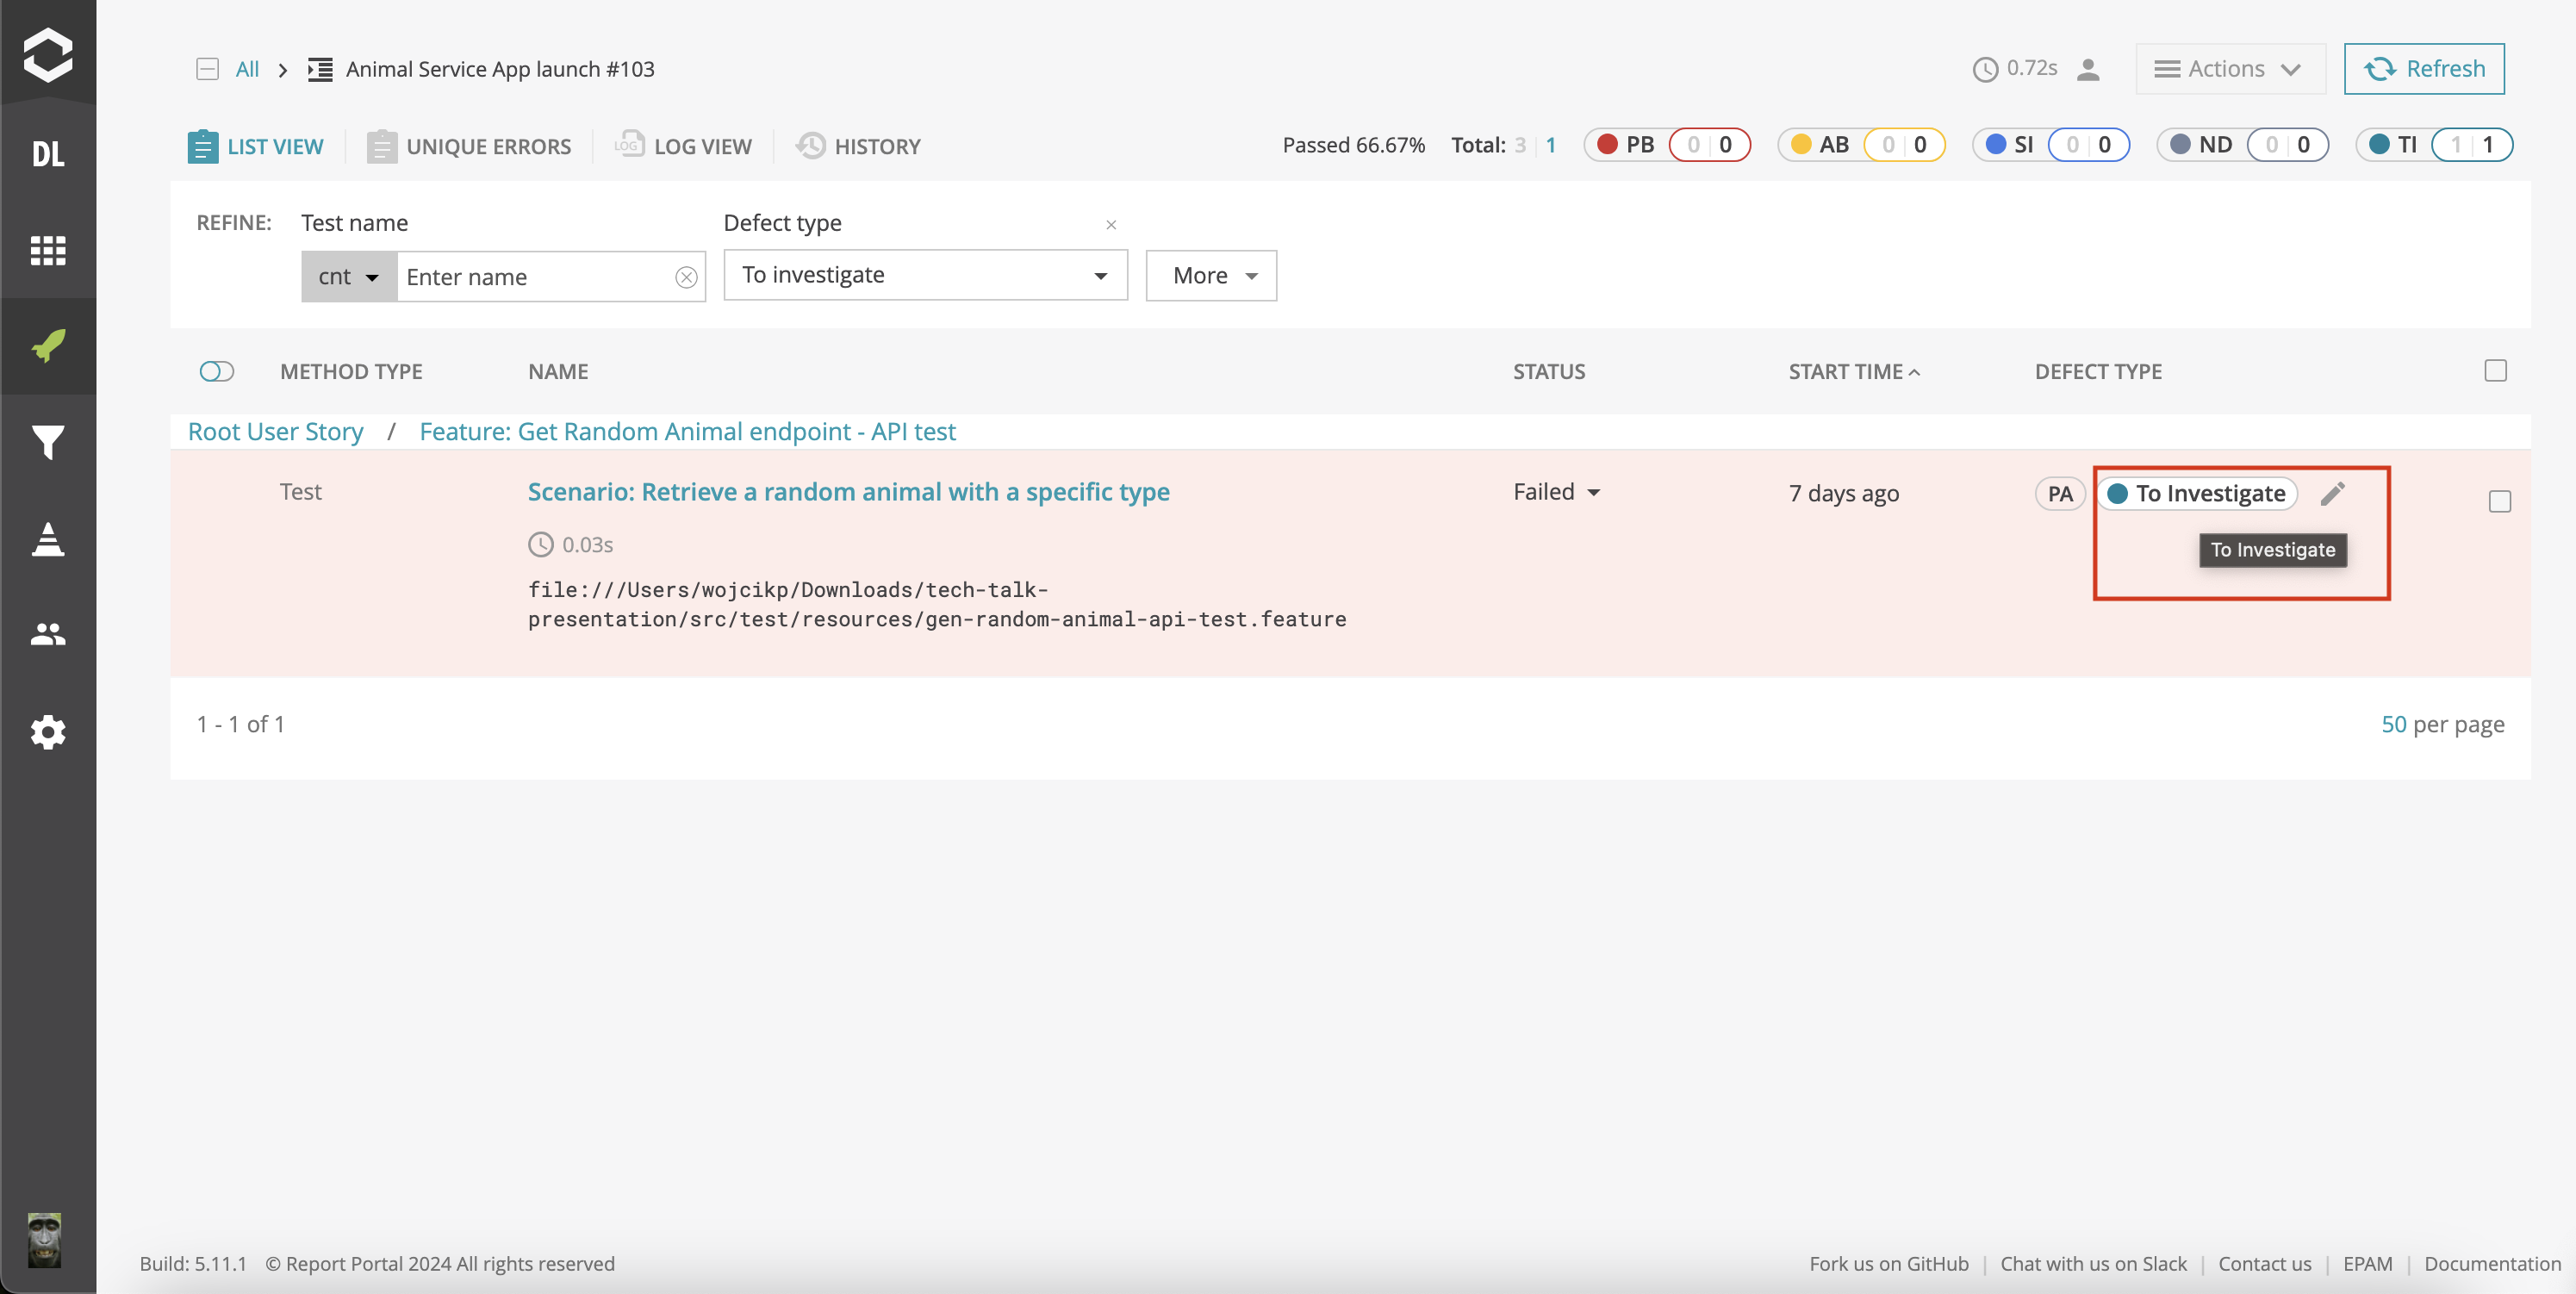 All > Animal Service App launch #103
0.72s
Actions
Refresh
DL
LIST VIEW
UNIQUE ERRORS
LOG
LOG VIEW
HISTORY
Passed 66.67%
Total: 3 | 1
PB 0 | 0
AB 0 | 0
SI 0 | 0
ND 0 | 0
TI 1 | 1
REFINE:
Test name
Defect type ×
cnt
Enter name
To investigate
More
METHOD TYPE
NAME
STATUS
START TIME
DEFECT TYPE
Root User Story / Feature: Get Random Animal endpoint - API test
Test
Scenario: Retrieve a random animal with a specific type
Failed
7 days ago
PA
To Investigate
To Investigate
0.03s
file:///Users/wojcikp/Downloads/tech-talk-
presentation/src/test/resources/gen-random-animal-api-test.feature
1 - 1 of 1
50 per page
Build: 5.11.1 © Report Portal 2024 All rights reserved
Fork us on GitHub | Chat with us on Slack | Contact us | EPAM | Documentation